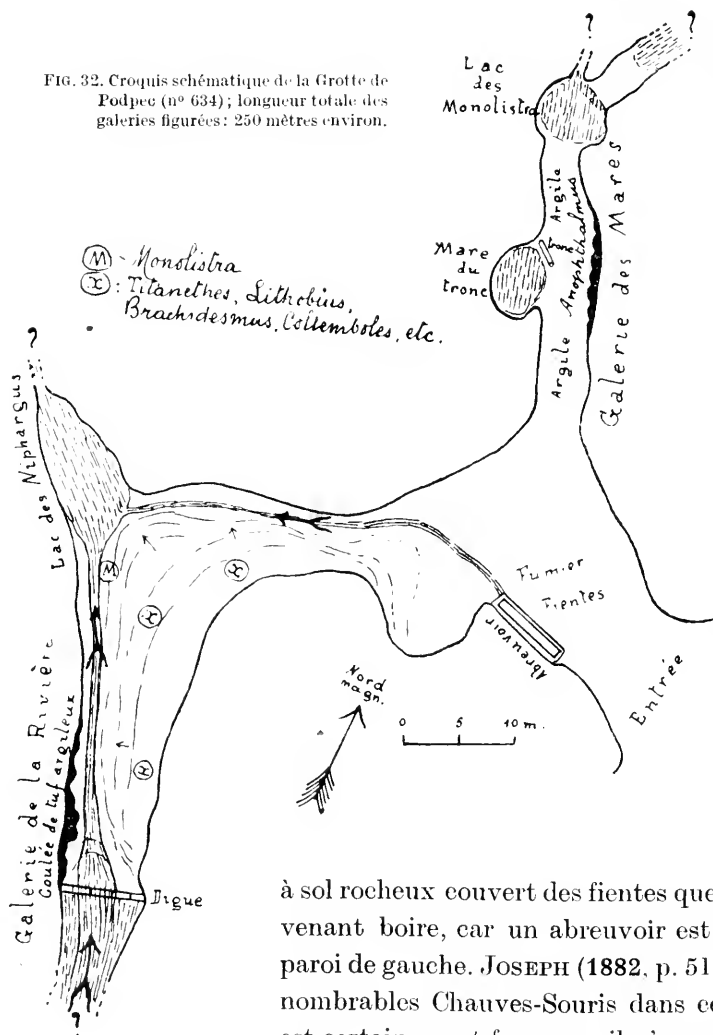 FIG. 32. Croquis schématique de la Grotte de
Podpec (nº 634); longueur totale des
galeries figurées: 250 mètres environ.
? ?
Lac
des
Monolistra
Argile
Anophthalmus
Galerie des Mares
tronc
Mare
du
tronc
Argile
M - Monolistra
x : Titanethes, Lithobius,
Brachidesmus, Collemboles, etc.
?
Lac des Niphargus
M
x
x
x
Fumier
Fientes
Abreuvoir
Entrée
Nord
magn.
0 5 10 m.
Galerie de la Rivière
Coulée de tuf argileux
Digue
?
à sol rocheux couvert des fientes que
venant boire, car un abreuvoir est
paroi de gauche. JOSEPH (1882, p. 51
nombrables Chauves-Souris dans ce